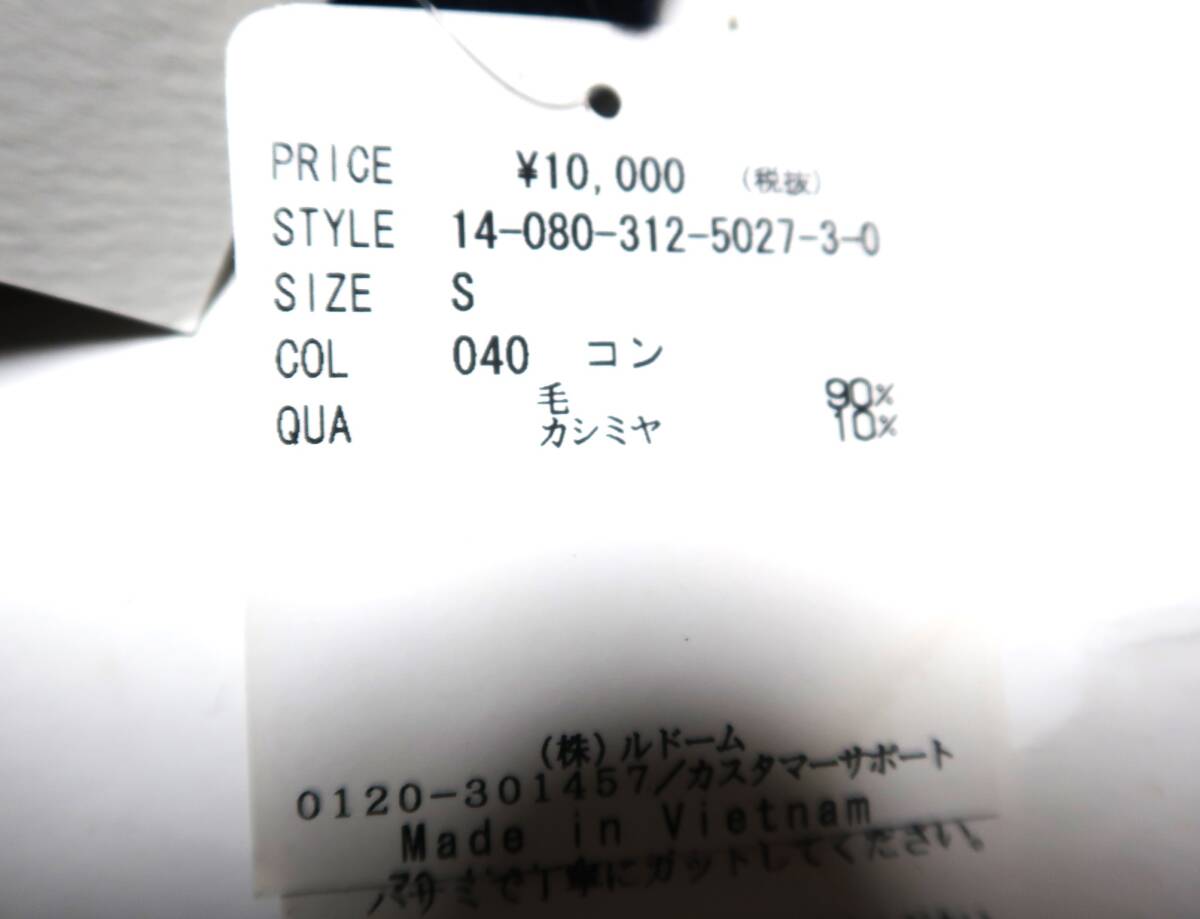 PRICE ¥10,000 (税抜)
STYLE 14-080-312-5027-3-0
SIZE S
COL 040 コン
QUA 毛 90%
カシミヤ 10%
(株)ルドーム
0120-301457/カスタマーサポート
Made in Vietnam
ハサミで丁寧にカットしてください。